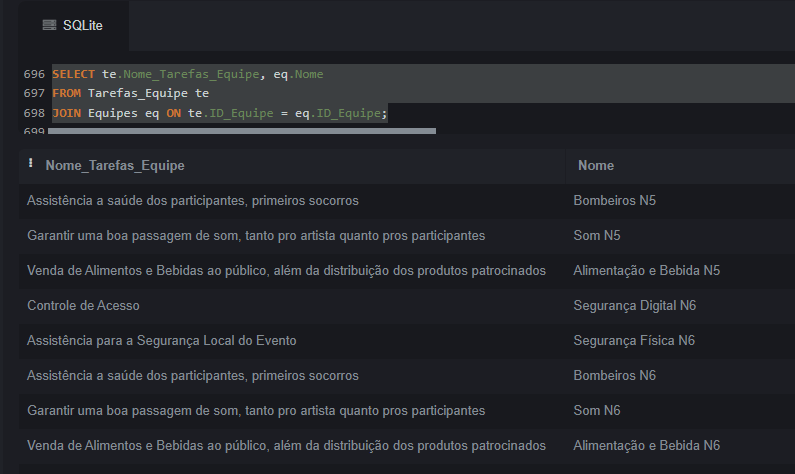 SQLite
696 SELECT te.Nome_Tarefas_Equipe, eq.Nome
697 FROM Tarefas_Equipe te
698 JOIN Equipes eq ON te.ID_Equipe = eq.ID_Equipe;
699
Nome_Tarefas_Equipe Nome
Assistência a saúde dos participantes, primeiros socorros Bombeiros N5
Garantir uma boa passagem de som, tanto pro artista quanto pros participantes Som N5
Venda de Alimentos e Bebidas ao público, além da distribuição dos produtos patrocinados Alimentação e Bebida N5
Controle de Acesso Segurança Digital N6
Assistência para a Segurança Local do Evento Segurança Física N6
Assistência a saúde dos participantes, primeiros socorros Bombeiros N6
Garantir uma boa passagem de som, tanto pro artista quanto pros participantes Som N6
Venda de Alimentos e Bebidas ao público, além da distribuição dos produtos patrocinados Alimentação e Bebida N6